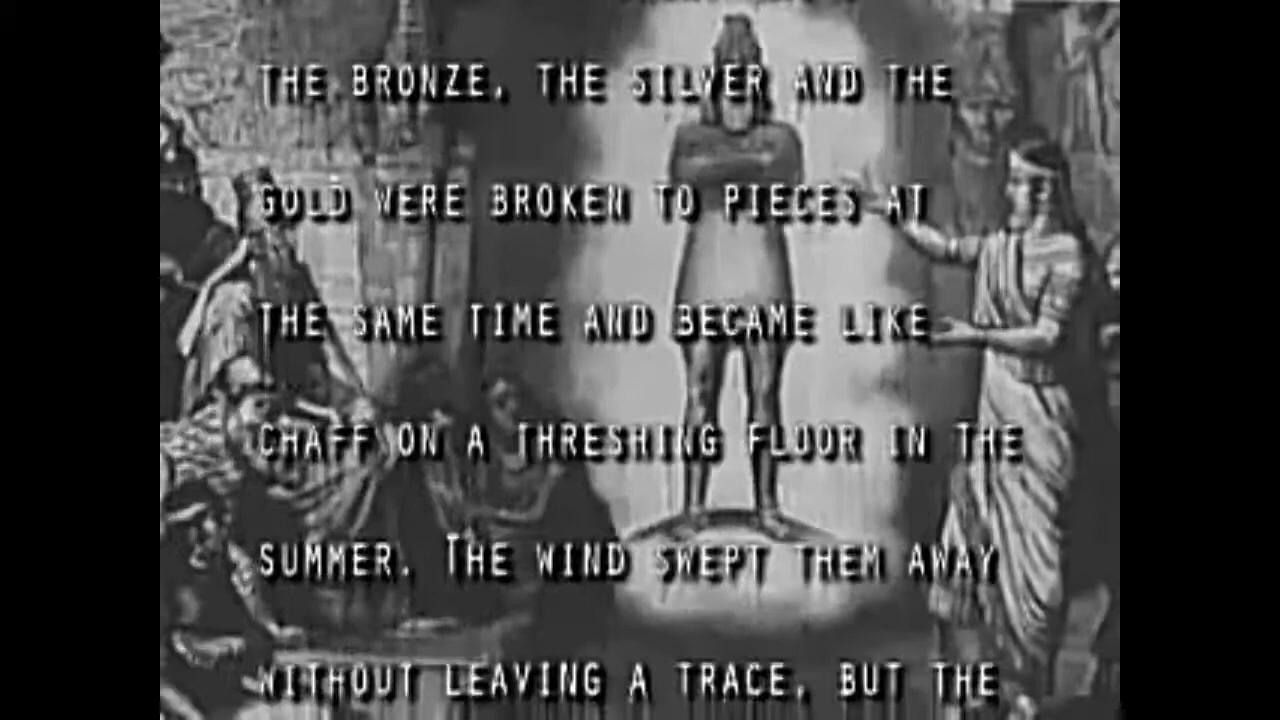 THE BRONZE, THE SILVER AND THE
GOLD WERE BROKEN TO PIECES AT
THE SAME TIME AND BECAME LIKE
CHAFF ON A THRESHING FLOOR IN THE
SUMMER. THE WIND SWEPT THEM AWAY
WITHOUT LEAVING A TRACE, BUT THE